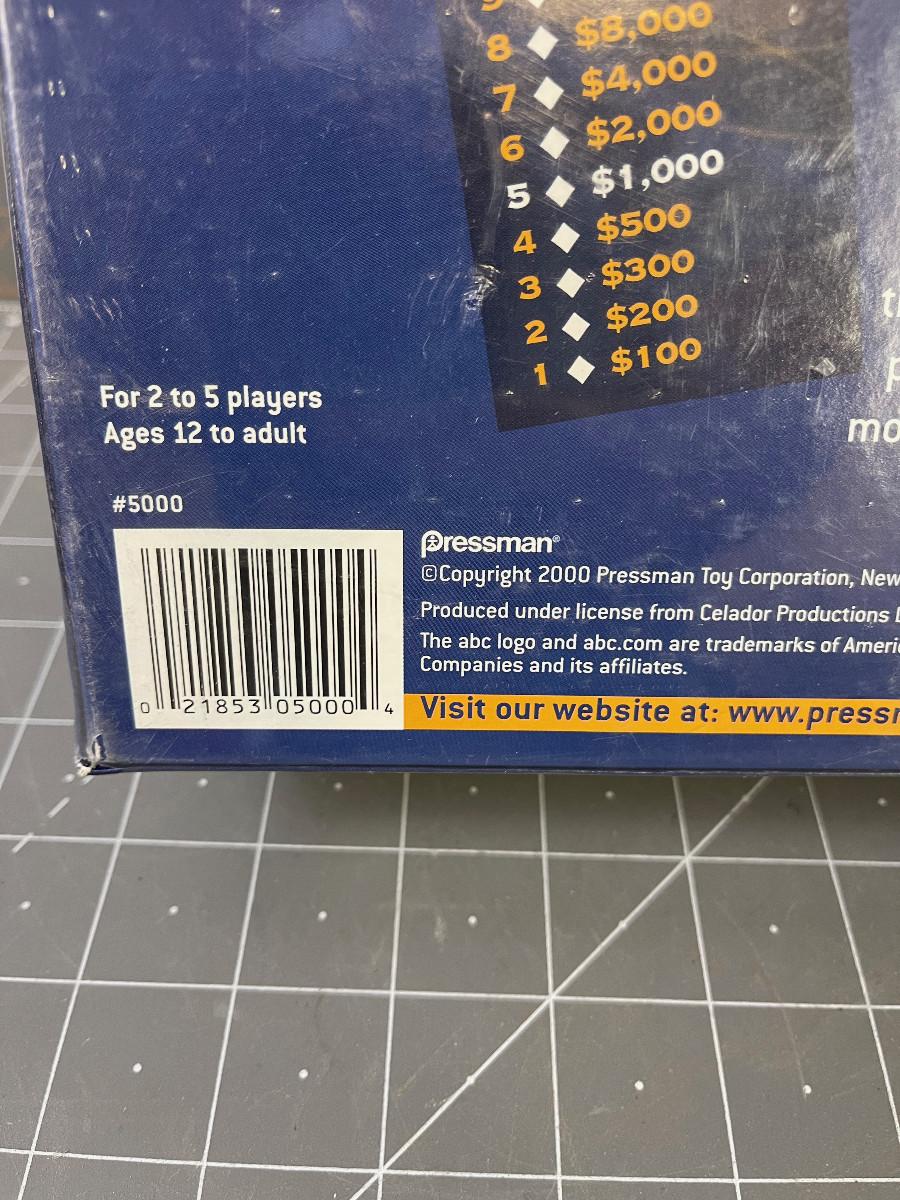 8 $8,000
7 $4,000
6 $2,000
5 $1,000
4 $500
3 $300
2 $200
1 $100
For 2 to 5 players
Ages 12 to adult
#5000
0 21853 05000 4
pressman®
©Copyright 2000 Pressman Toy Corporation, New
Produced under license from Celador Productions
The abc logo and abc.com are trademarks of
Companies and its affiliates.
Visit our website at: www.press
mo